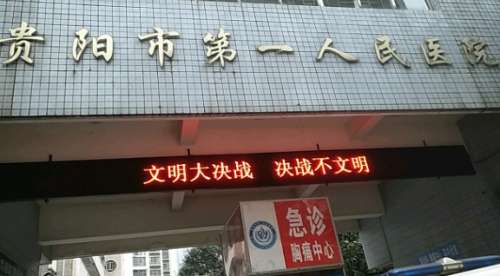 贵阳市第一人民医院
文明大决战 决战不文明
急诊
胸痛中心